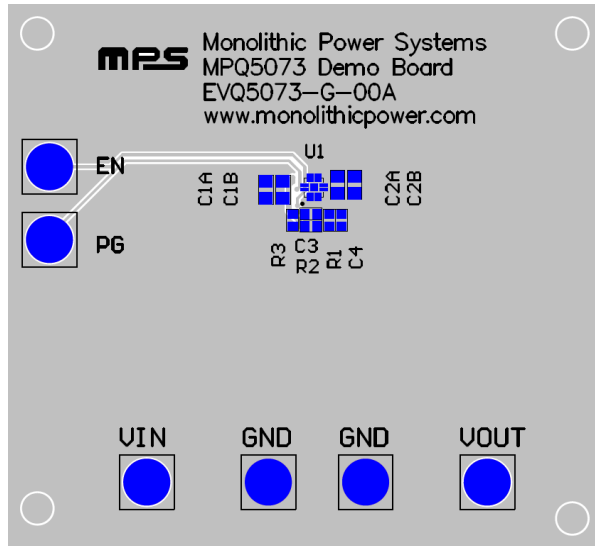 mps
Monolithic Power Systems
MPQ5073 Demo Board
EVQ5073-G-00A
www.monolithicpower.com
U1
EN
C1A
C1B
C2A
C2B
PG
R3
C3
R2
R1
C4
VIN
GND
GND
VOUT